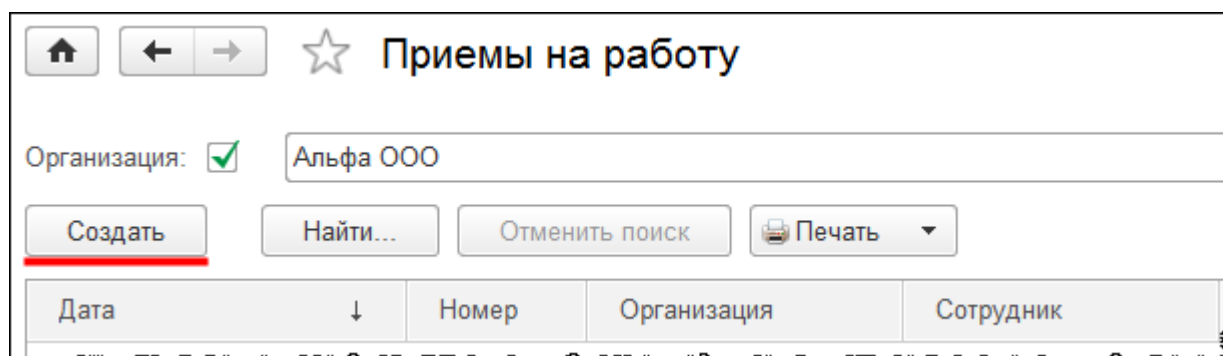 Приемы на работу
Организация: Альфа ООО
Создать Найти... Отменить поиск Печать
Дата Номер Организация Сотрудник